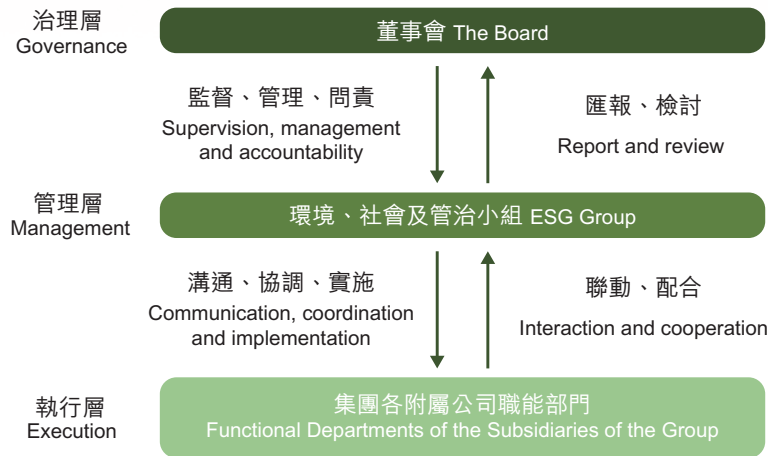 治理層
Governance
董事會 The Board
監督、管理、問責
Supervision, management
and accountability
匯報、檢討
Report and review
管理層
Management
環境、社會及管治小組 ESG Group
溝通、協調、實施
Communication, coordination
and implementation
聯動、配合
Interaction and cooperation
執行層
Execution
集團各附屬公司職能部門
Functional Departments of the Subsidiaries of the Group